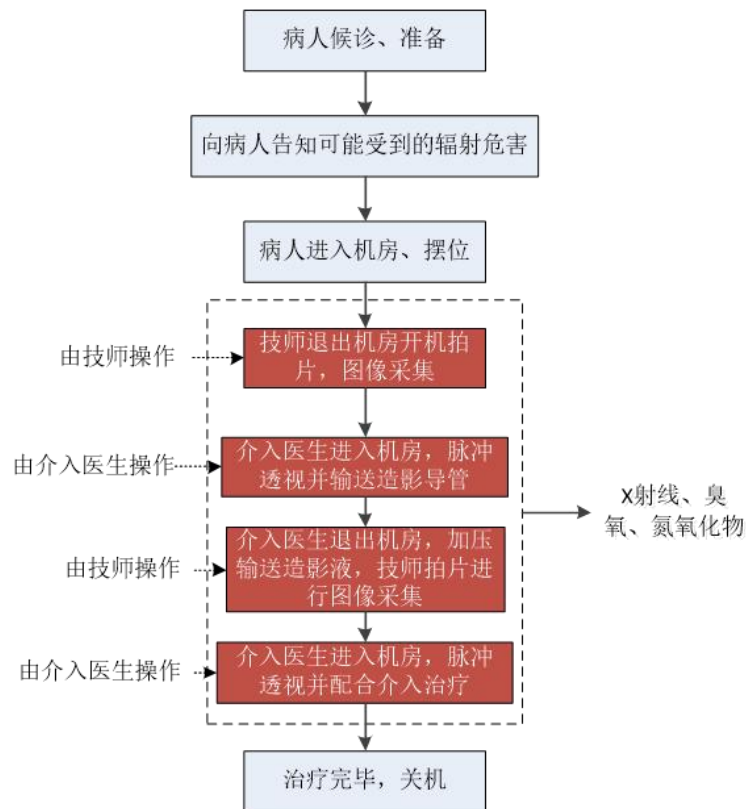 病人候诊、准备
向病人告知可能受到的辐射危害
病人进入机房、摆位
由技师操作
技师退出机房开机拍
片，图像采集
由介入医生操作
介入医生进入机房，脉冲
透视并输送造影导管
X射线、臭
氧、氮氧化物
由技师操作
介入医生退出机房，加压
输送造影液，技师拍片进
行图像采集
由介入医生操作
介入医生进入机房，脉冲
透视并配合介入治疗
治疗完毕，关机